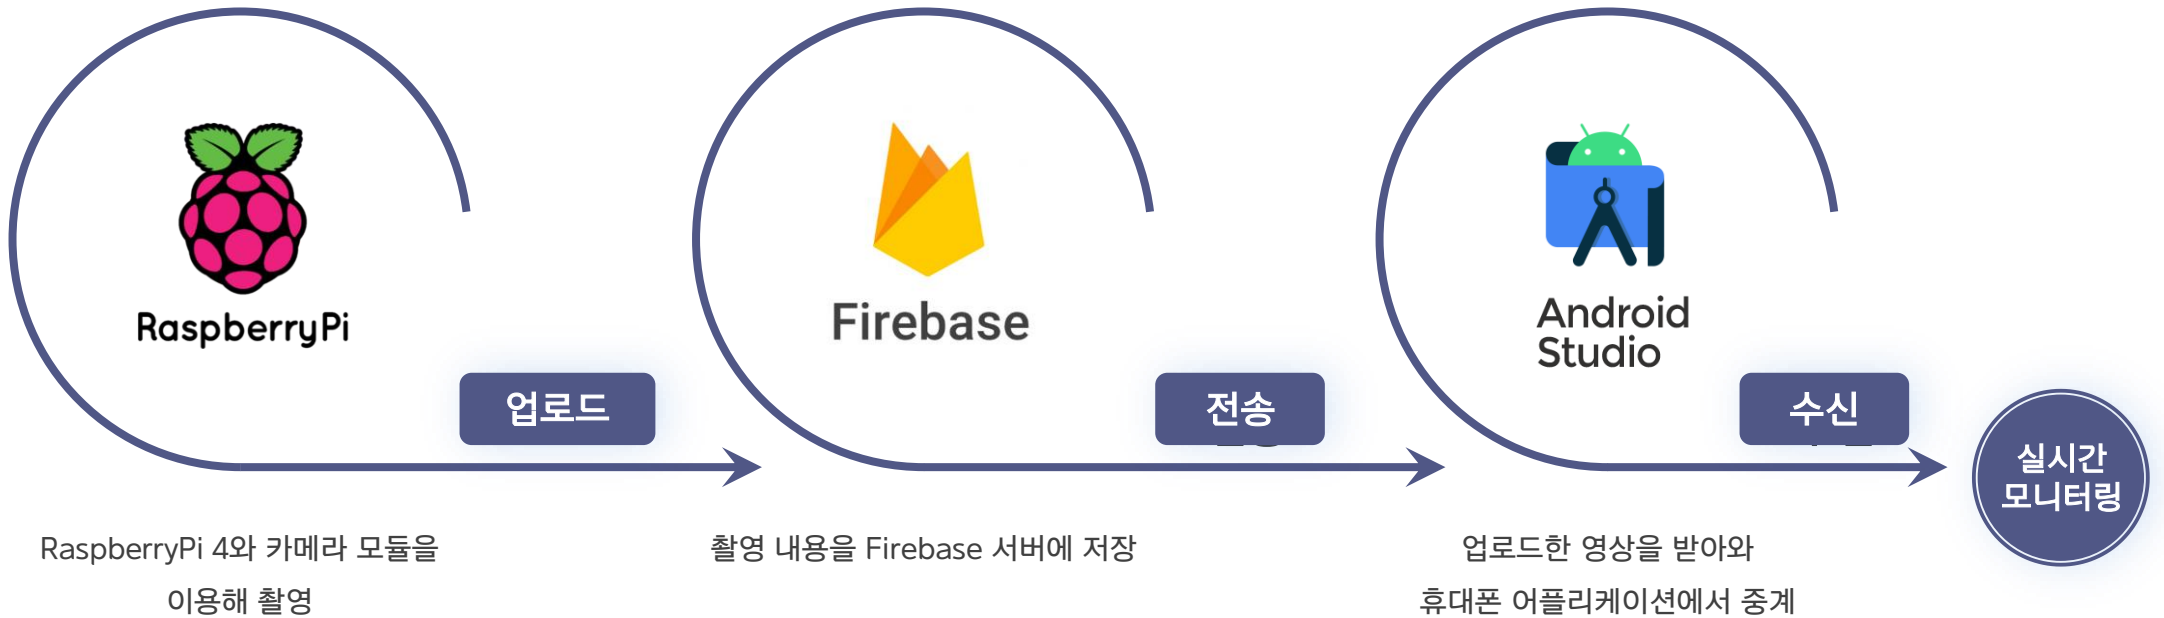 RaspberryPi
업로드
RaspberryPi 4와 카메라 모듈을
이용해 촬영
Firebase
전송
촬영 내용을 Firebase 서버에 저장
Android
Studio
수신
업로드한 영상을 받아와
휴대폰 어플리케이션에서 중계
실시간
모니터링